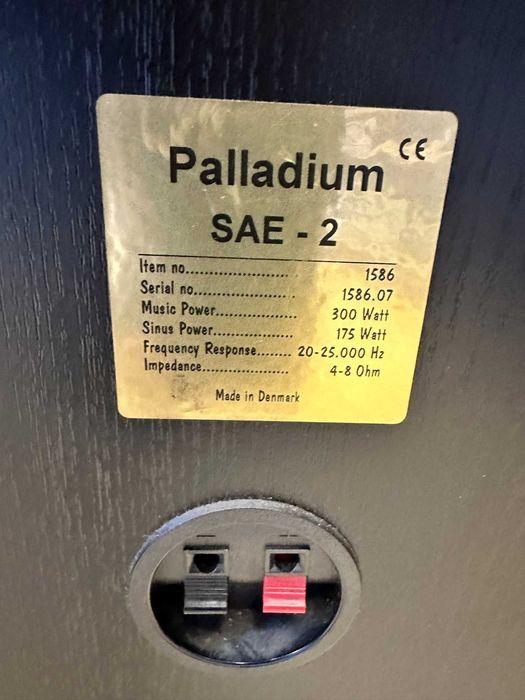 Palladium CE
SAE - 2
Item no........................ . 1586
Serial no....................... . 1586.07
Music Power................... 300 Watt
Sinus Power.................... 175 Watt
Frequency Response........ 20-25.000 Hz
Impedance.................... 4-8 Ohm
Made in Denmark